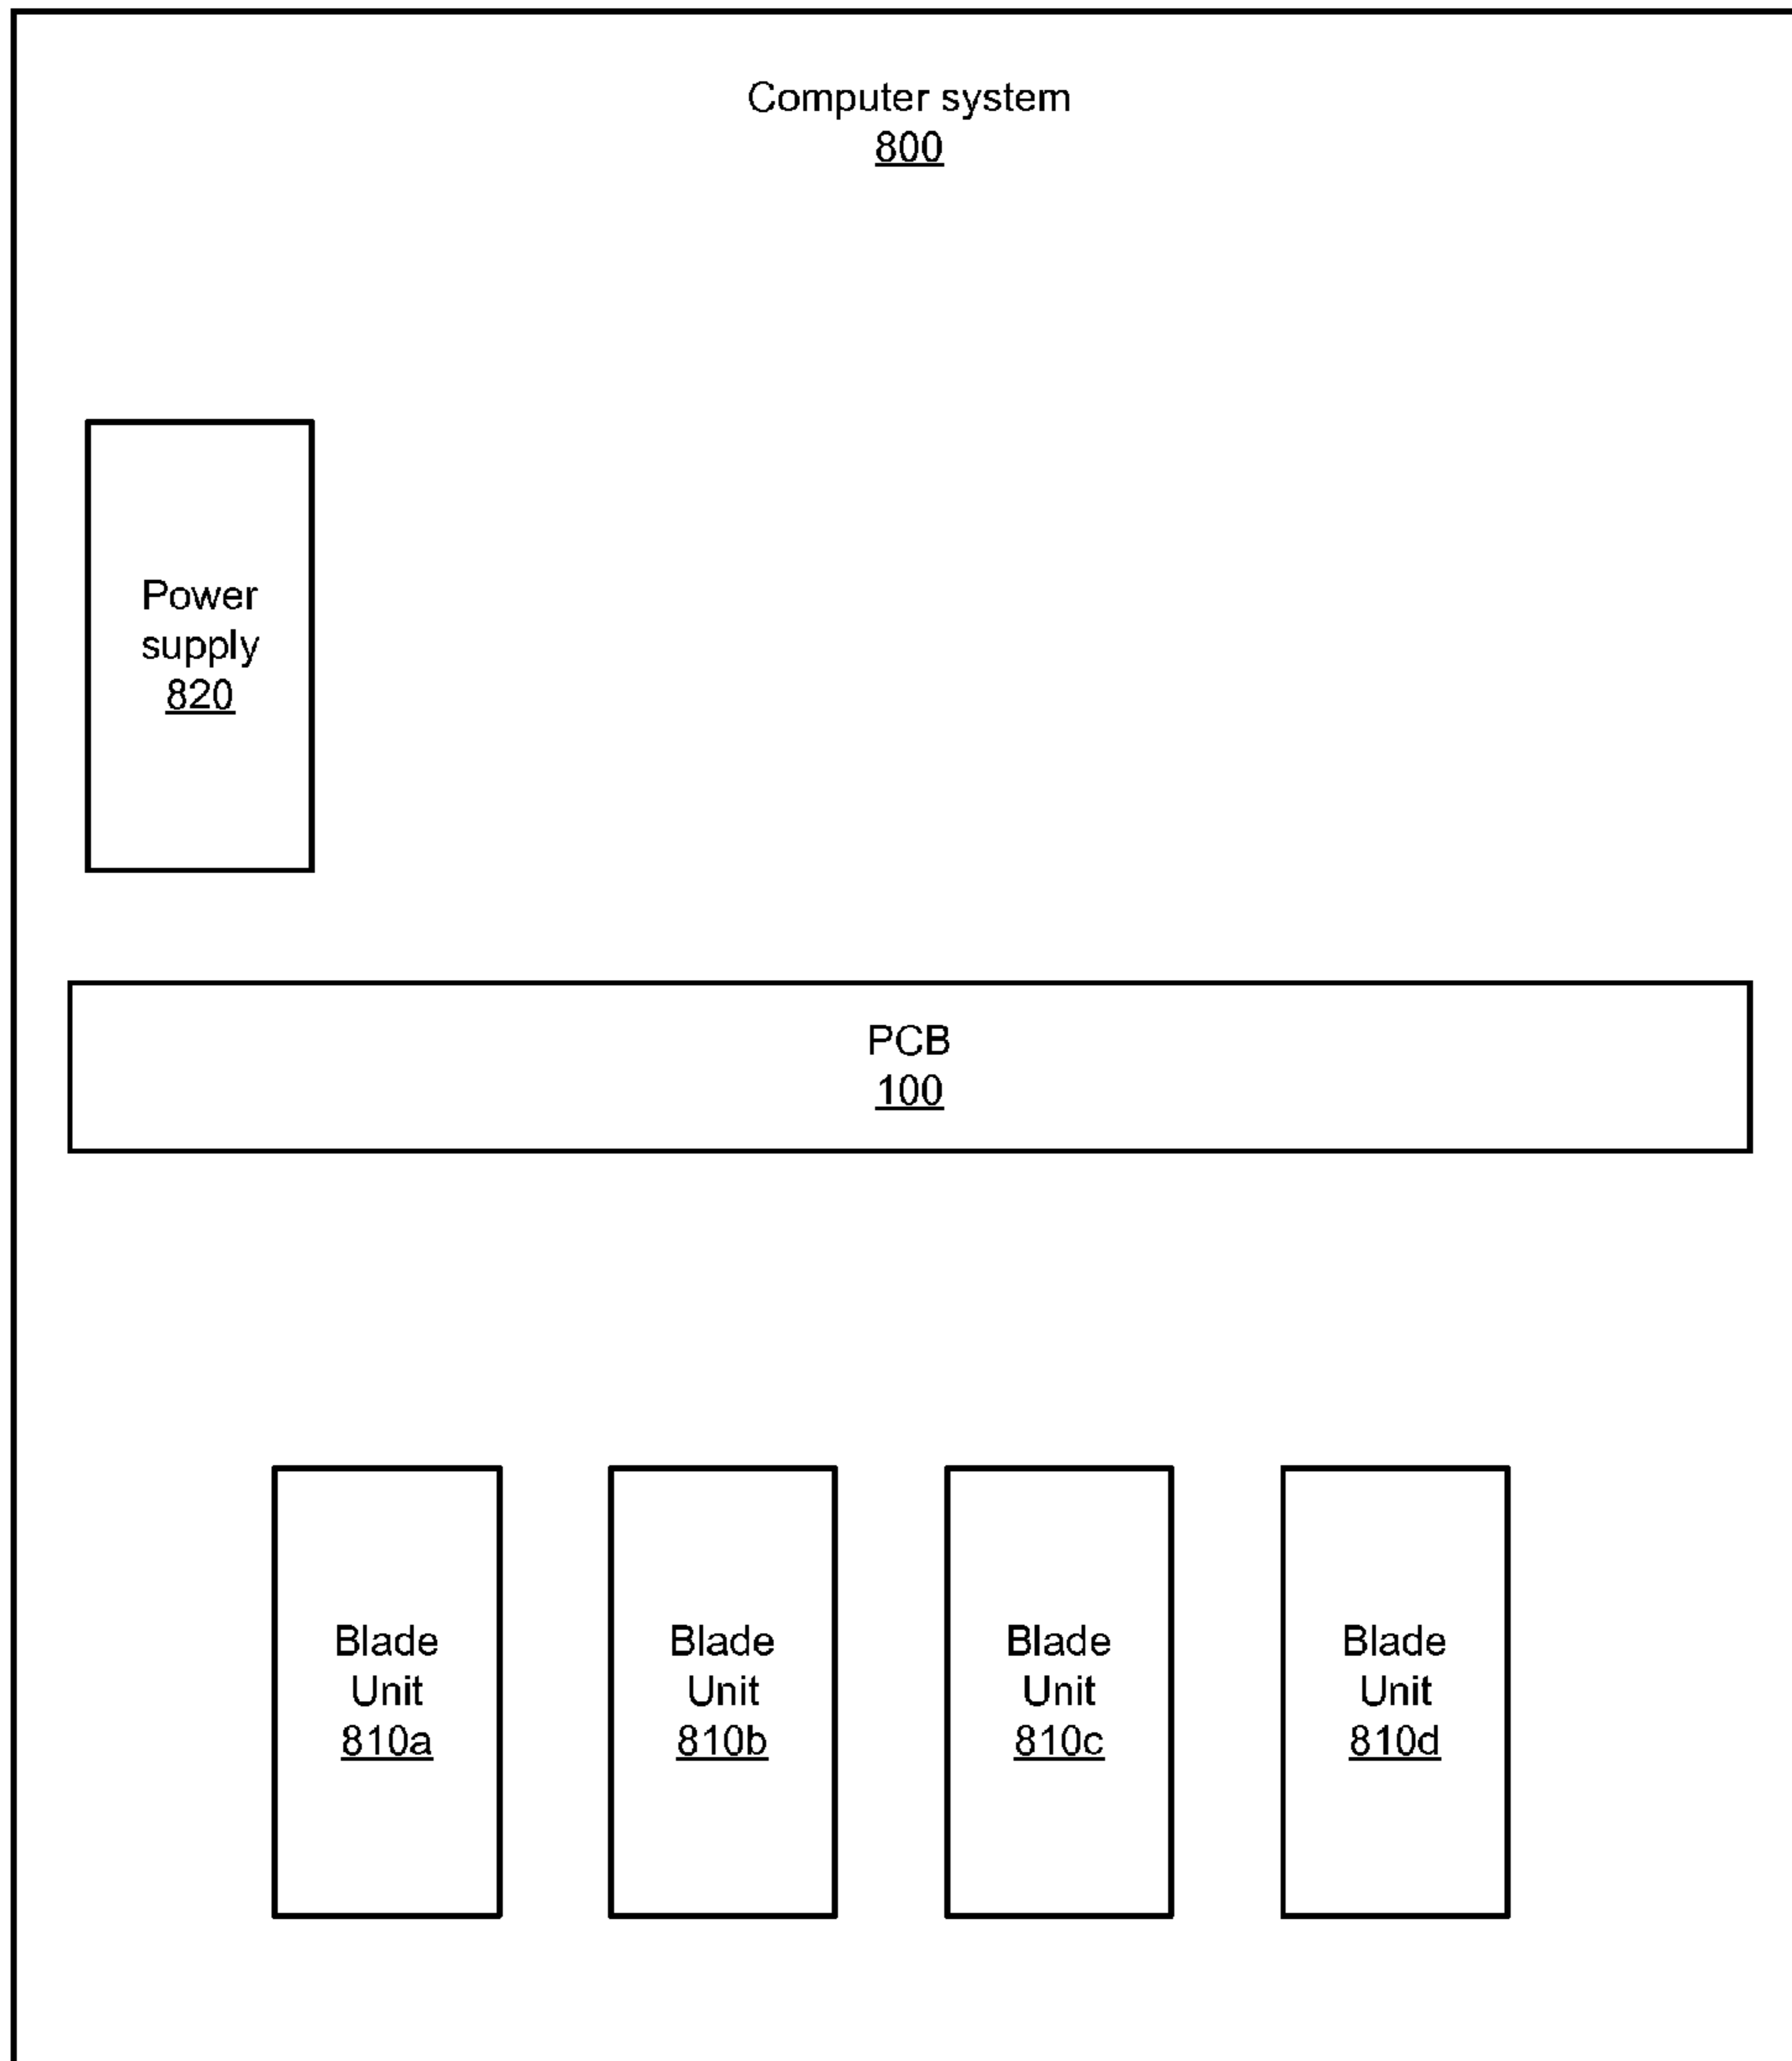 Computer system
800
Power
supply
820
PCB
100
Blade
Unit
810a
Blade
Unit
810b
Blade
Unit
810c
Blade
Unit
810d